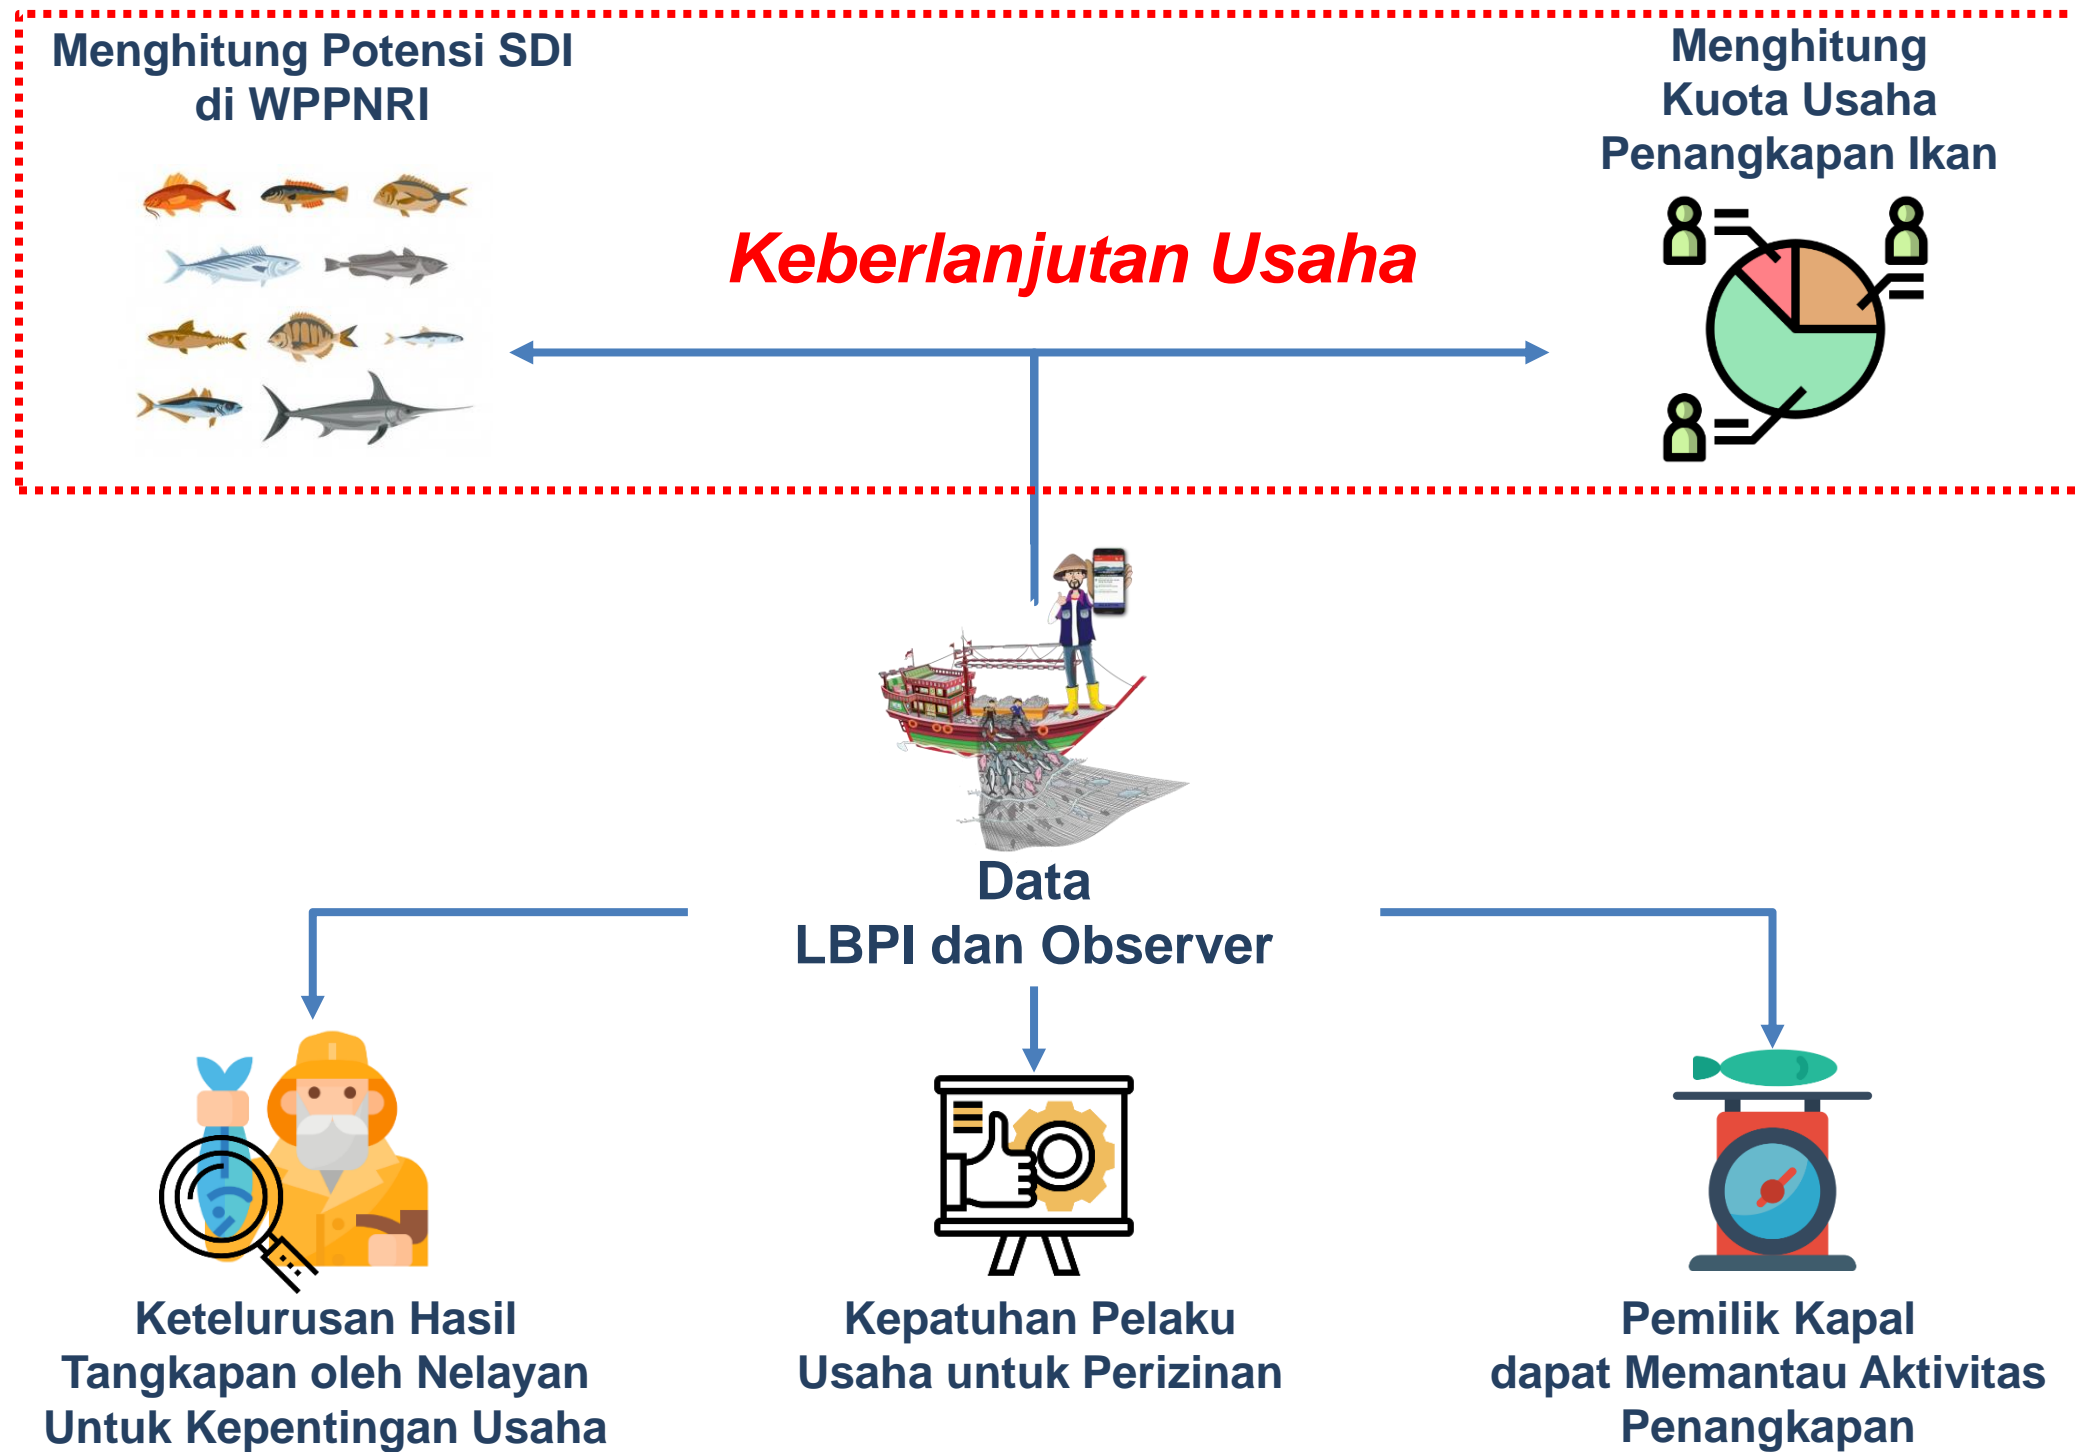 Menghitung Potensi SDI
di WPPNRI
Menghitung
Kuota Usaha
Penangkapan Ikan
Keberlanjutan Usaha
Data
LBPI dan Observer
Ketelurusan Hasil
Tangkapan oleh Nelayan
Untuk Kepentingan Usaha
Kepatuhan Pelaku
Usaha untuk Perizinan
Pemilik Kapal
dapat Memantau Aktivitas
Penangkapan